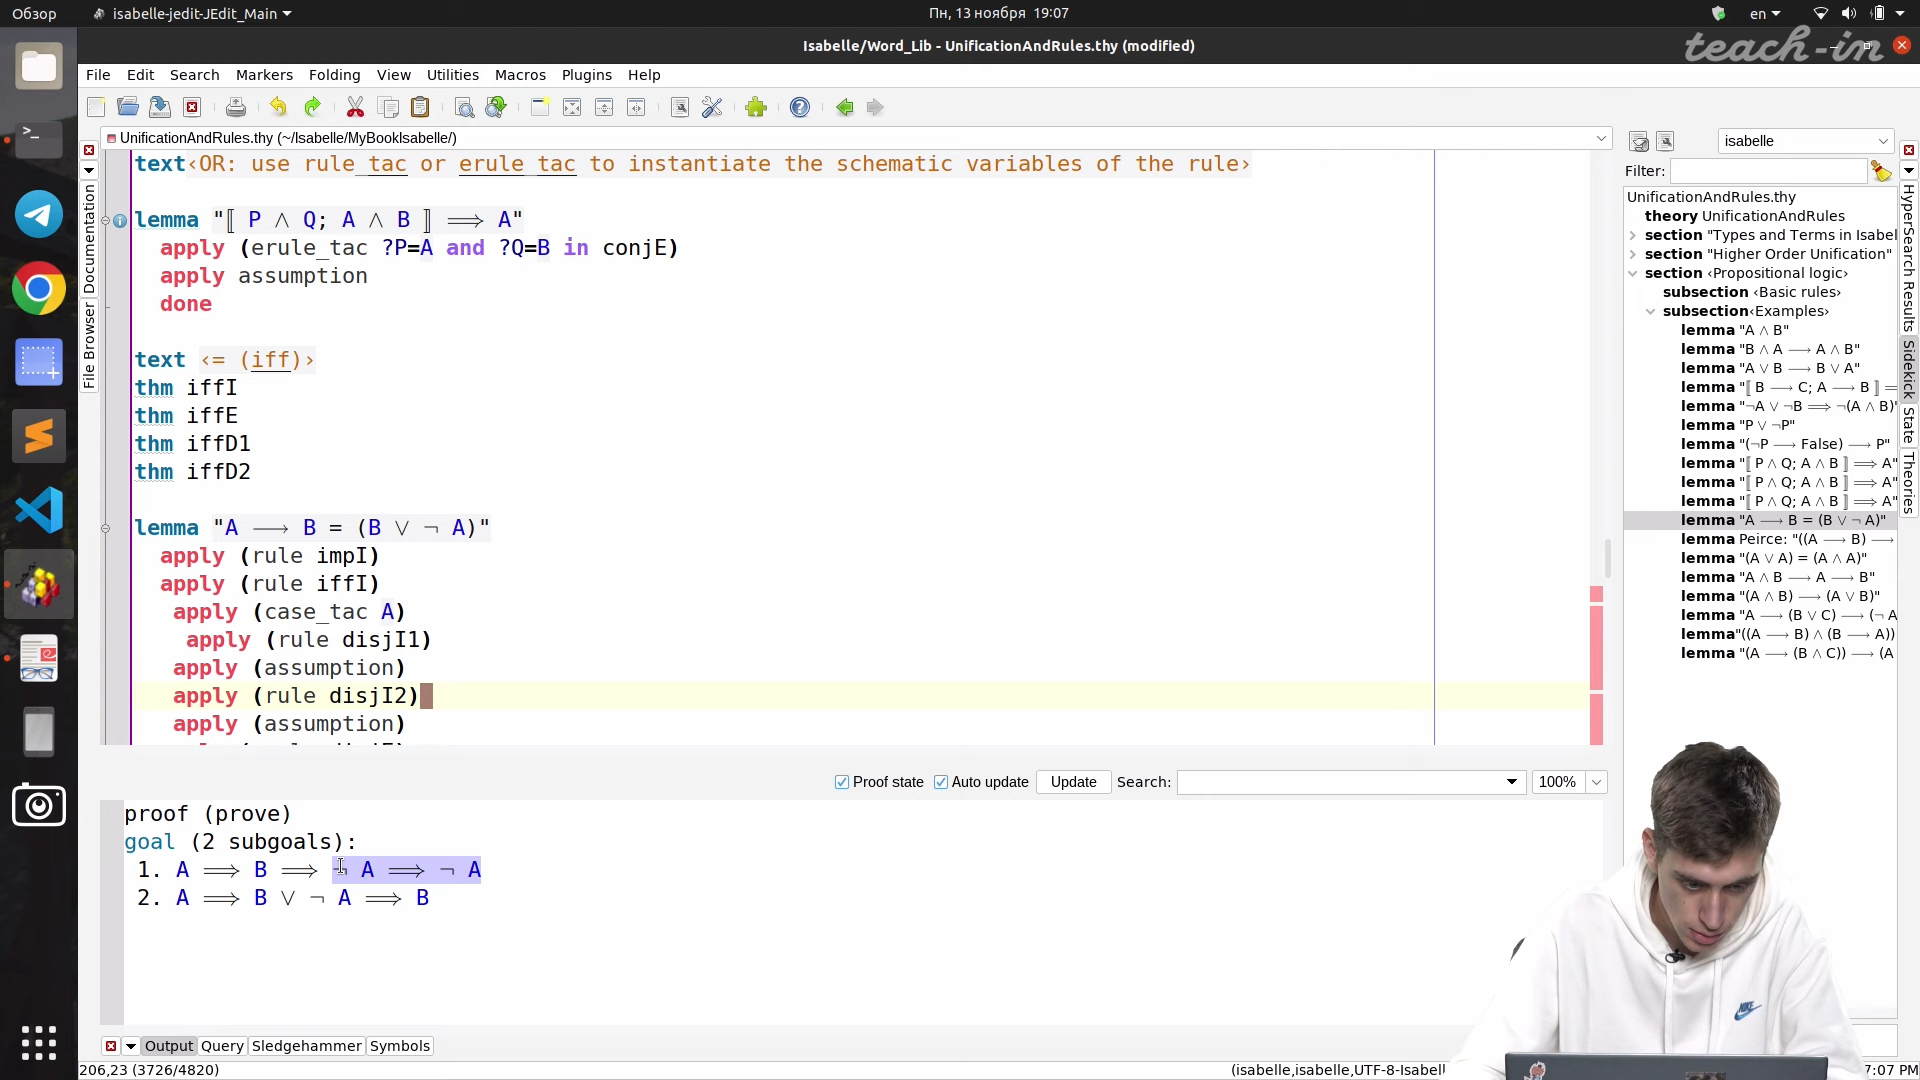 Обзор
isabelle-jedit-JEdit_Main
Пн, 13 ноября 19:07
en
teach-in
Isabelle/Word_Lib - UnificationAndRules.thy (modified)
File Edit Search Markers Folding View Utilities Macros Plugins Help
UnificationAndRules.thy (~/Isabelle/MyBookIsabelle/)
text‹OR: use rule_tac or erule_tac to instantiate the schematic variables of the rule›
lemma "⟦ P ∧ Q; A ∧ B ⟧ ⟹ A"
apply (erule_tac ?P=A and ?Q=B in conjE)
apply assumption
done
text ‹= (iff)›
thm iffI
thm iffE
thm iffD1
thm iffD2
lemma "A ⟶ B = (B ∨ ¬ A)"
apply (rule impI)
apply (rule iffI)
apply (case_tac A)
apply (rule disjI1)
apply (assumption)
apply (rule disjI2)
apply (assumption)
Documentation
File Browser
Proof state
Auto update
Update
Search:
100%
proof (prove)
goal (2 subgoals):
1. A ⟹ B ⟹ ¬ A ⟹ ¬ A
2. A ⟹ B ∨ ¬ A ⟹ B
Output Query Sledgehammer Symbols
206,23 (3726/4820)
(isabelle,isabelle,UTF-8-Isabell
7:07 PM
isabelle
Filter:
UnificationAndRules.thy
theory UnificationAndRules
section "Types and Terms in Isabel
section "Higher Order Unification"
section ‹Propositional logic›
subsection ‹Basic rules›
subsection‹Examples›
lemma "A ∧ B"
lemma "B ∧ A ⟶ A ∧ B"
lemma "A ∨ B ⟶ B ∨ A"
lemma "⟦ B ⟶ C; A ⟶ B ⟧ =
lemma "¬A ∨ ¬B ⟹ ¬(A ∧ B)"
lemma "P ∨ ¬P"
lemma "(¬P ⟶ False) ⟶ P"
lemma "⟦ P ∧ Q; A ∧ B ⟧ ⟹ A"
lemma "⟦ P ∧ Q; A ∧ B ⟧ ⟹ A"
lemma "⟦ P ∧ Q; A ∧ B ⟧ ⟹ A"
lemma "A ⟶ B = (B ∨ ¬ A)"
lemma Peirce: "((A ⟶ B) ⟶
lemma "(A ∨ A) = (A ∧ A)"
lemma "A ∧ B ⟶ A ⟶ B"
lemma "(A ∧ B) ⟶ (A ∨ B)"
lemma "A ⟶ (B ∨ C) ⟶ (¬ A
lemma"((A ⟶ B) ∧ (B ⟶ A))
lemma "(A ⟶ (B ∧ C)) ⟶ (A
HyperSearch Results
Sidekick
State
Theories